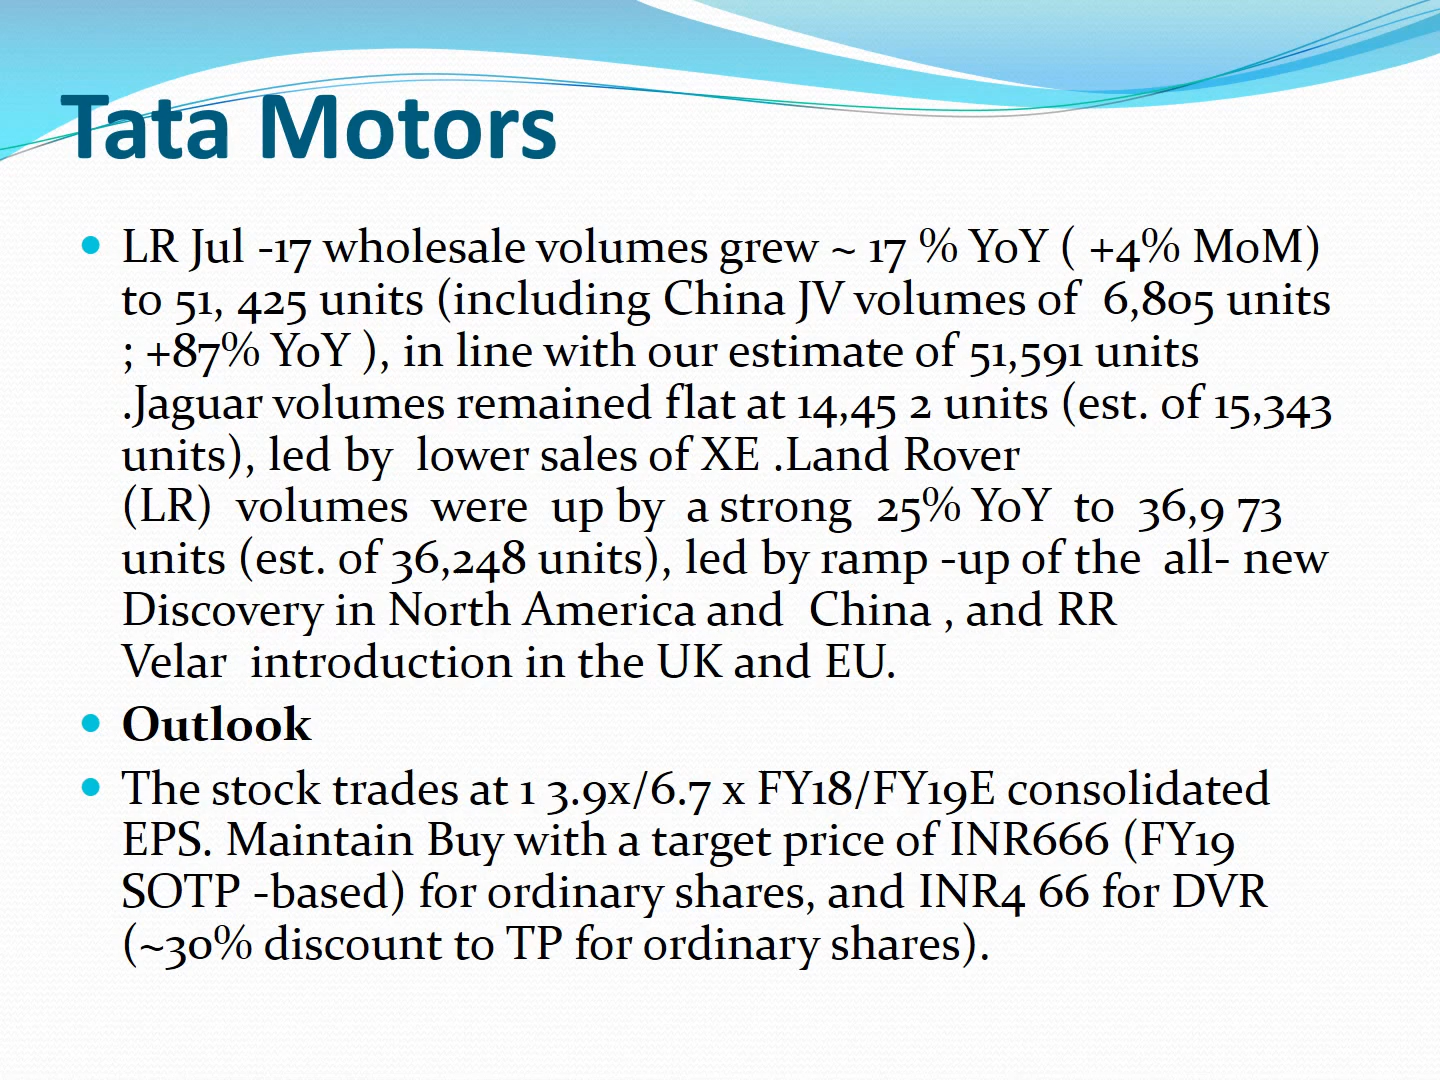 Tata Motors
LR Jul -17 wholesale volumes grew ~ 17 % YoY ( +4% MoM)
to 51, 425 units (including China JV volumes of 6,805 units
; +87% YoY ), in line with our estimate of 51,591 units
.Jaguar volumes remained flat at 14,45 2 units (est. of 15,343
units), led by lower sales of XE .Land Rover
(LR) volumes were up by a strong 25% YoY to 36,9 73
units (est. of 36,248 units), led by ramp -up of the all- new
Discovery in North America and China , and RR
Velar introduction in the UK and EU.
Outlook
The stock trades at 1 3.9x/6.7 x FY18/FY19E consolidated
EPS. Maintain Buy with a target price of INR666 (FY19
SOTP -based) for ordinary shares, and INR4 66 for DVR
(~30% discount to TP for ordinary shares).